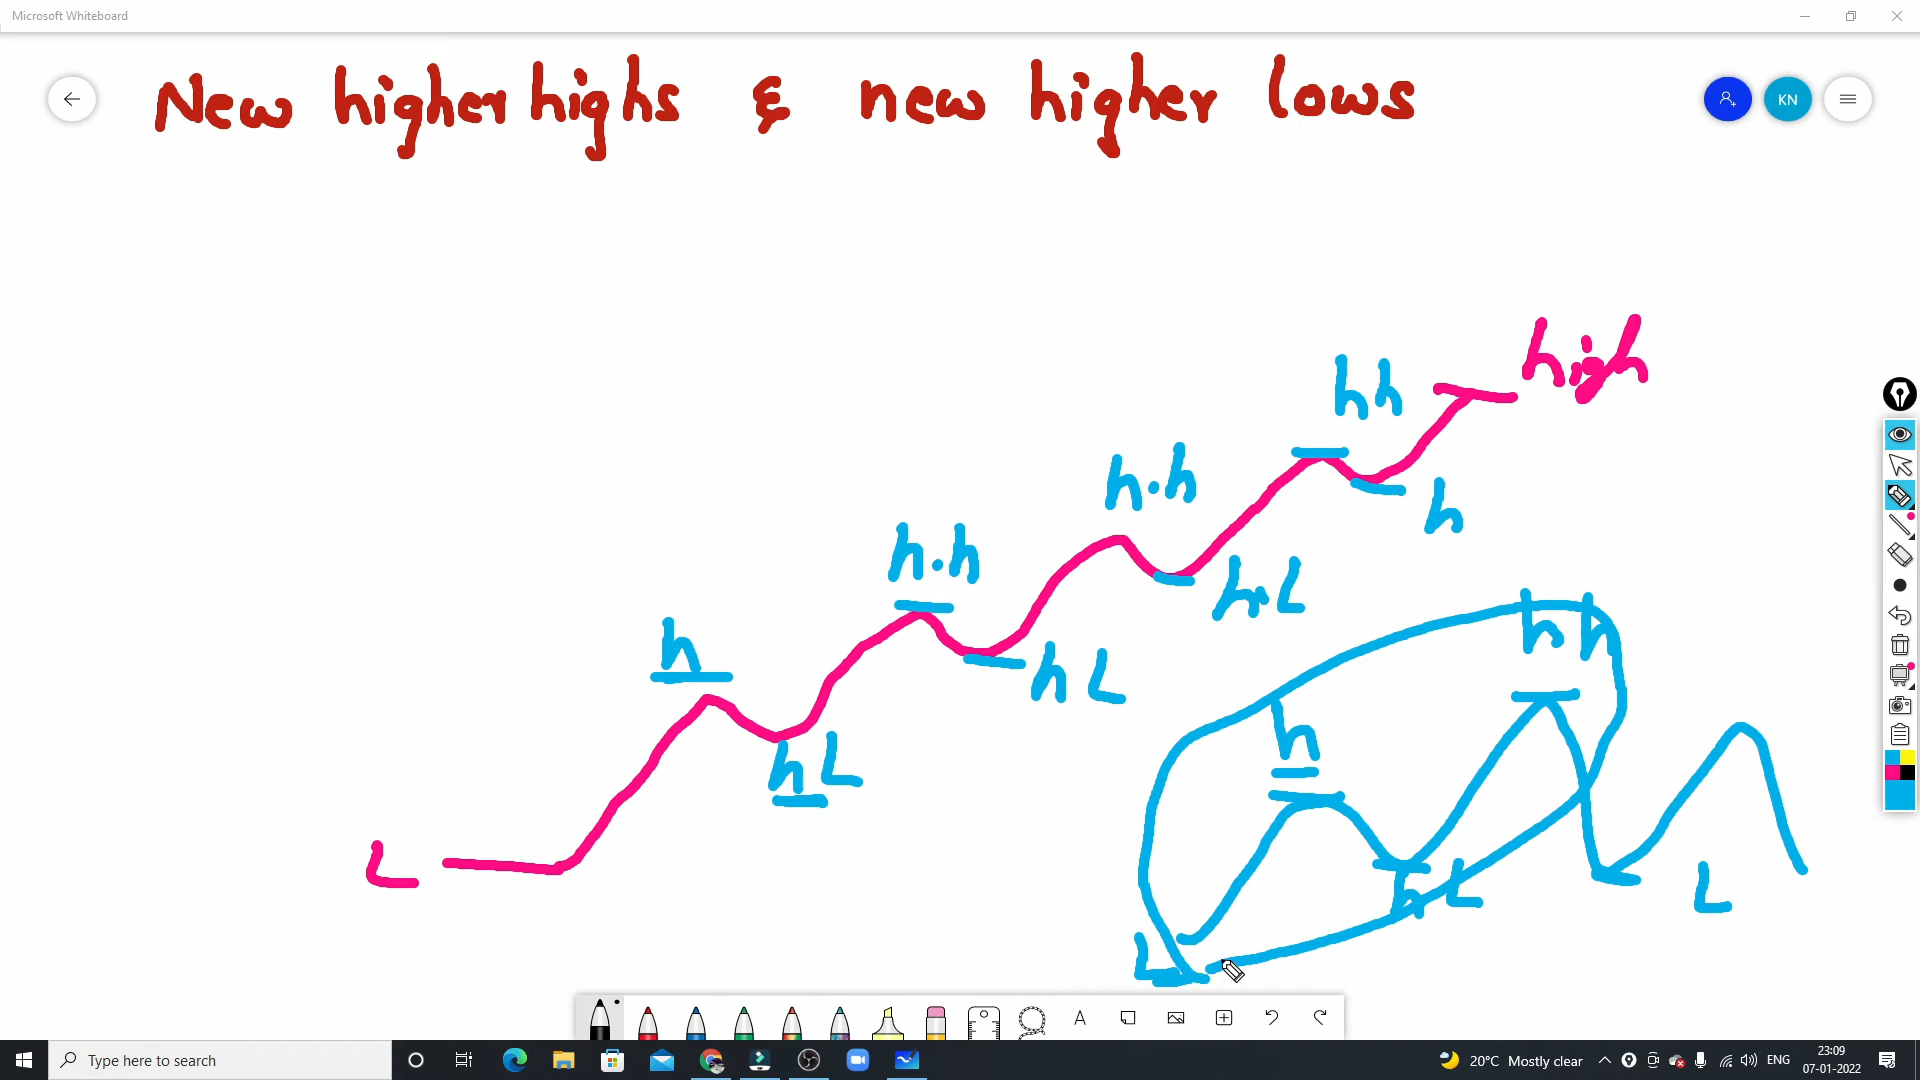 Microsoft Whiteboard
New higher highs & new higher lows
KN
high
hh
h.h
h
h.h
h.L
hh
h
hL
h
hL
L
hL
L
L
A
Type here to search
20°C Mostly clear
ENG
23:09
07-01-2022